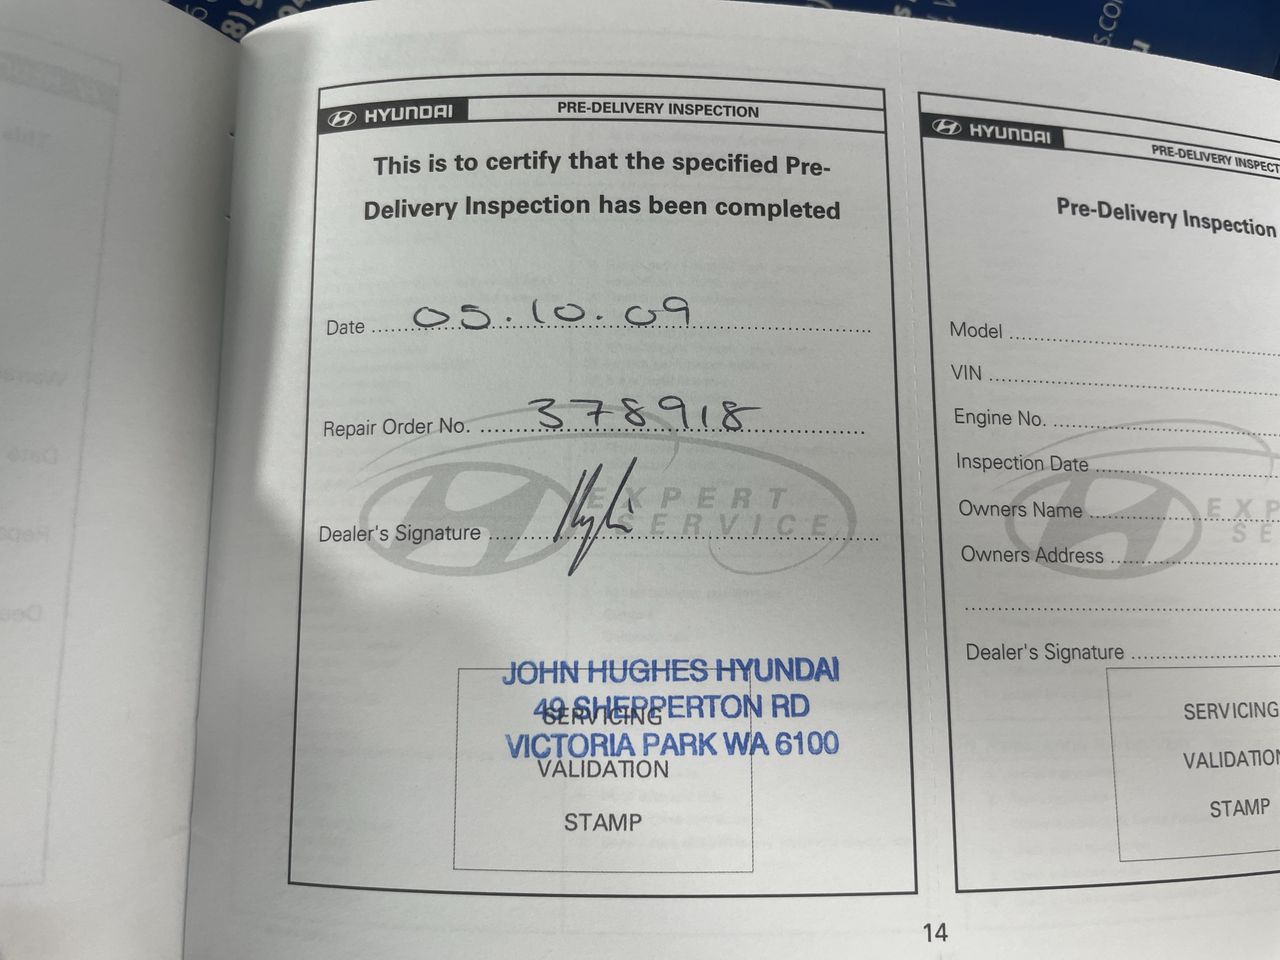 HYUNDAI PRE-DELIVERY INSPECTION
This is to certify that the specified Pre-
Delivery Inspection has been completed
Date 05.10.09
Repair Order No. 378918
EXPERT
SERVICE
Dealer's Signature
JOHN HUGHES HYUNDAI
49 SHEPPERTON RD
SERVICING
VICTORIA PARK WA 6100
VALIDATION
STAMP
HYUNDAI PRE-DELIVERY INSPECT
Pre-Delivery Inspection
Model
VIN
Engine No.
Inspection Date
Owners Name
EXP
SE
Owners Address
Dealer's Signature
SERVICING
VALIDATION
STAMP
14